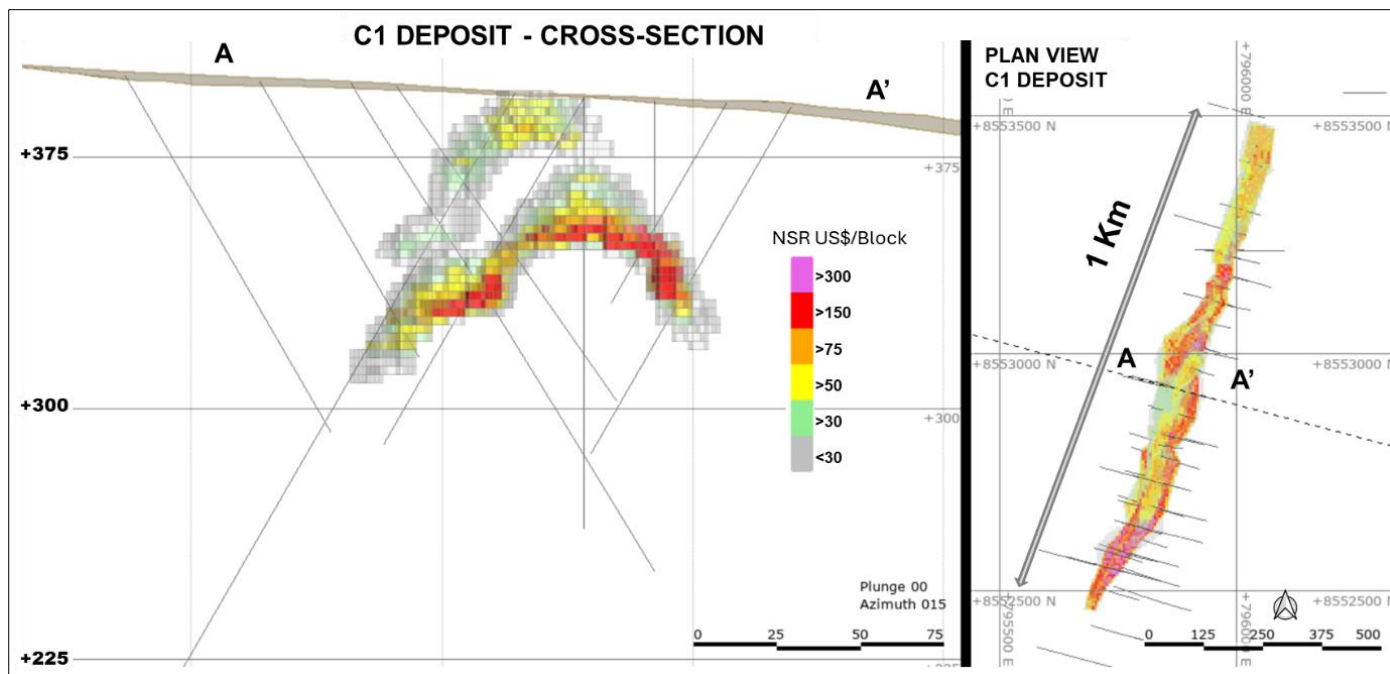 C1 DEPOSIT - CROSS-SECTION
A
A'
+375
+375
NSR US$/Block
>300
>150
>75
>50
>30
<30
+300
+300
Plunge 00
Azimuth 015
0 25 50 75
+225
PLAN VIEW
C1 DEPOSIT
+796000 E
+8553500 N
+8553500 N
1 Km
+8553000 N
+8553000 N
A
A'
+8552500 N
+8552500 N
+795500 E
0 125 250 375 500